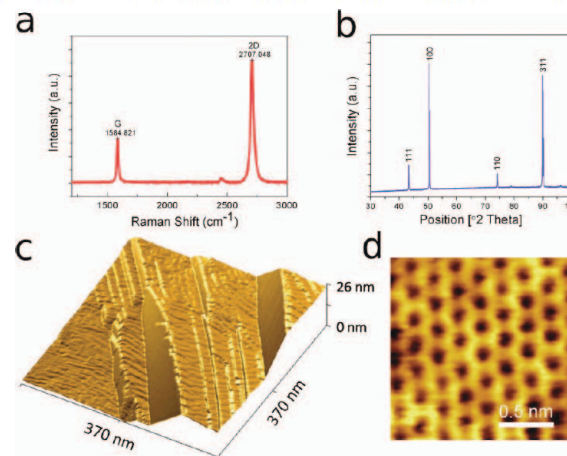 a
2D
2707 048
G
1584 821
Intensity (a.u.)
1500
2000
2500
3000
Raman Shift (cm⁻¹)
b
100
311
111
110
Intensity (a.u.)
30
40
50
60
70
80
90
Position [°2 Theta]
c
26 nm
0 nm
370 nm
370 nm
d
0.5 nm